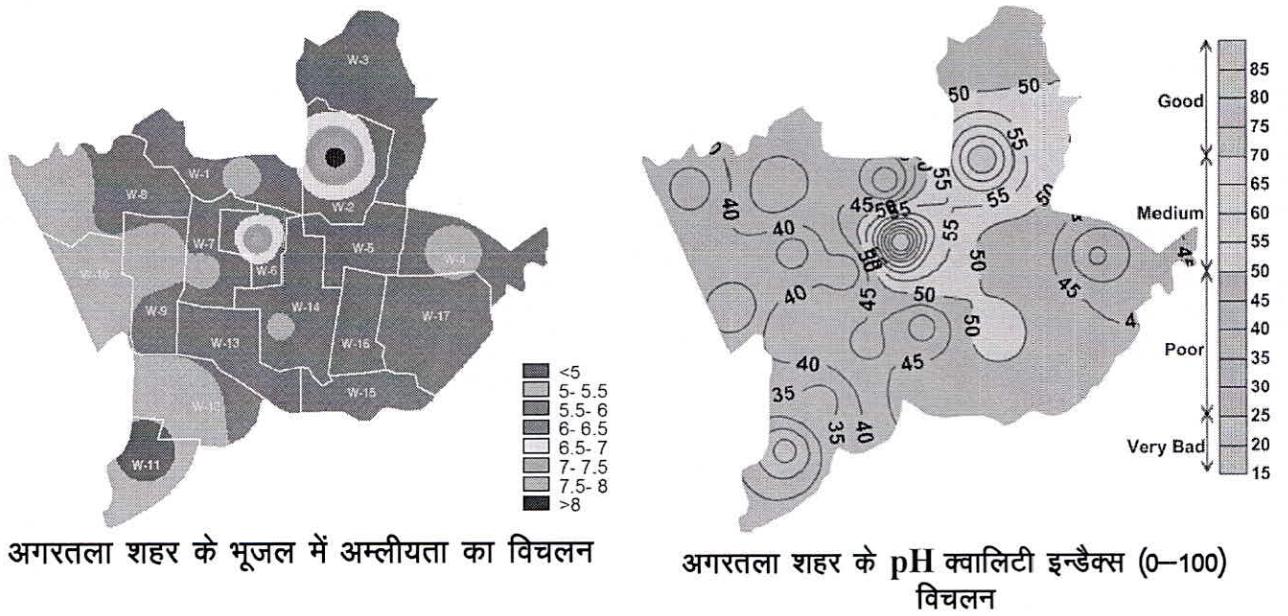 W-3
W-1
W-8
W-2
W-7
W-5
W-4
W-6
W-10
W-9
W-14
W-17
W-13
W-16
W-15
W-12
W-11
<5
5- 5.5
5.5- 6
6- 6.5
6.5- 7
7- 7.5
7.5- 8
>8
अगरतला शहर के भूजल में अम्लीयता का विचलन
50 50
55
55
50
45
55
40
40
55
50
45
50
50
45
4
40
45
40
35
35
40
Good
Medium
Poor
Very Bad
85
80
75
70
65
60
55
50
45
40
35
30
25
20
15
अगरतला शहर के pH क्वालिटी इन्डैक्स (0–100)
विचलन